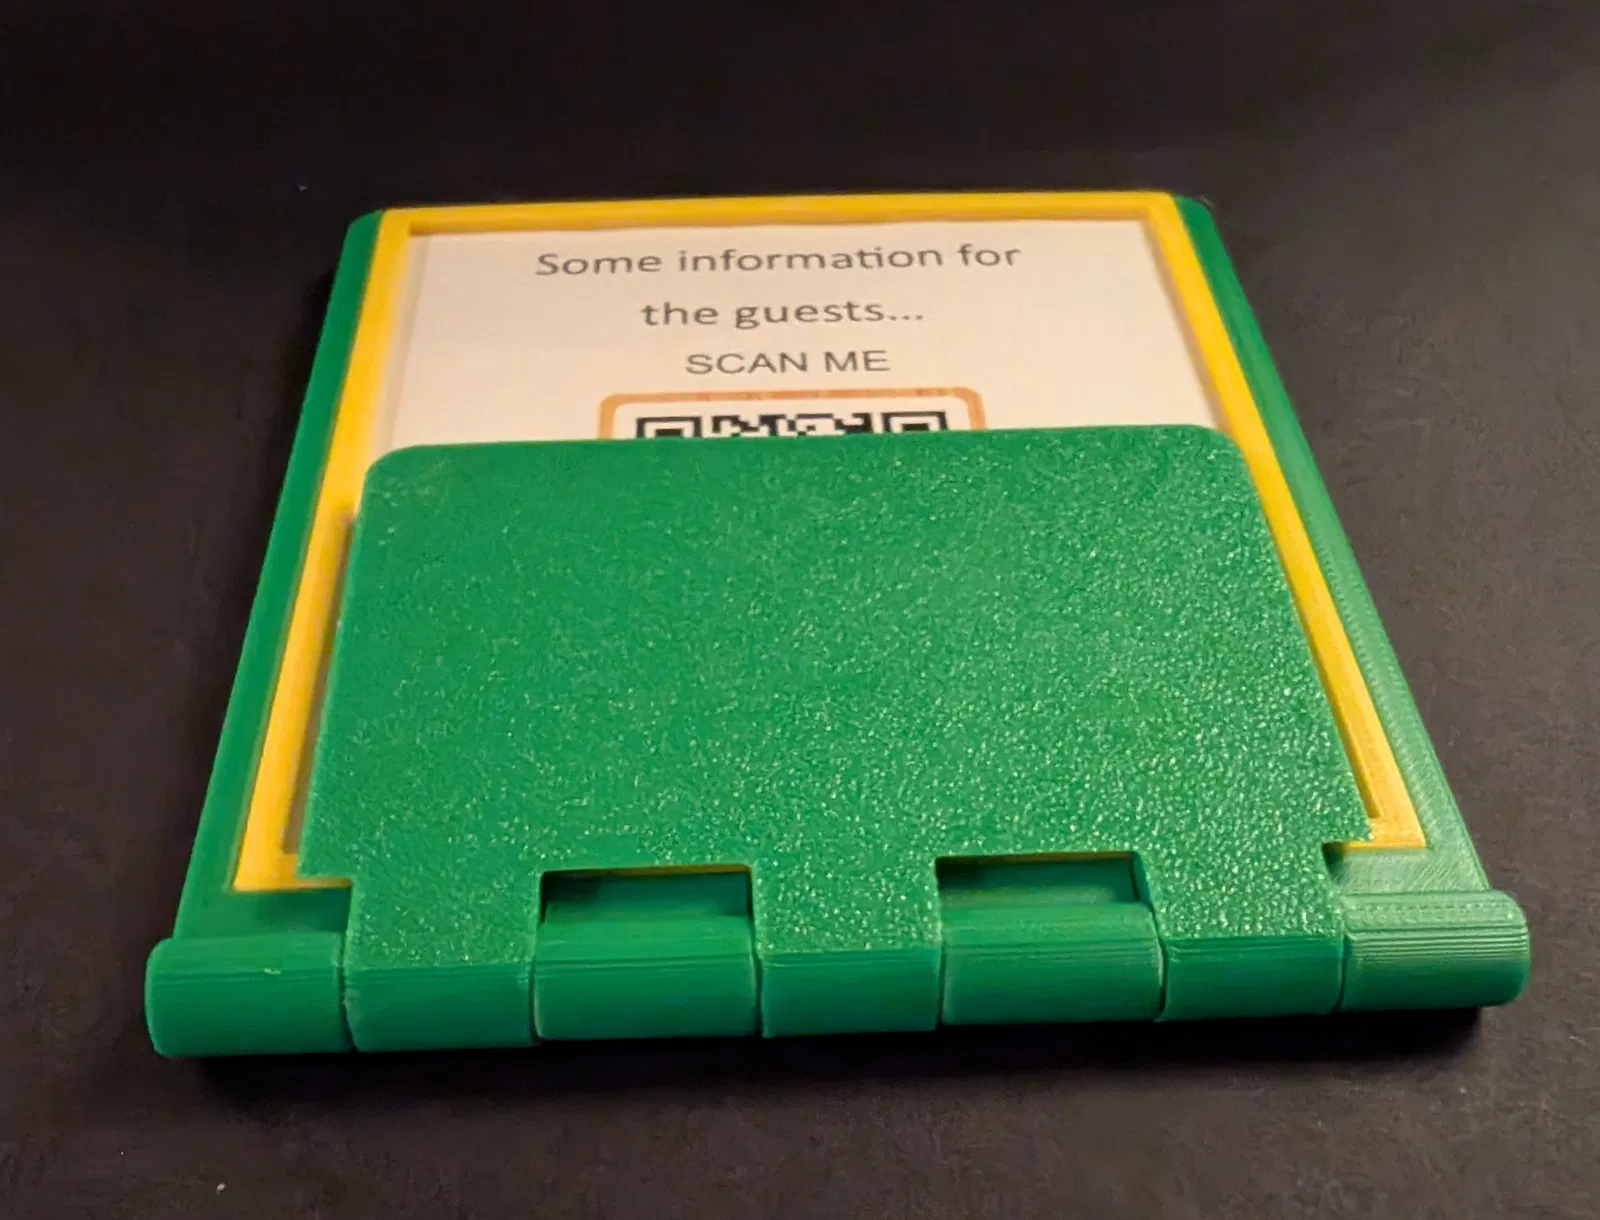 Some information for
the guests...
SCAN ME